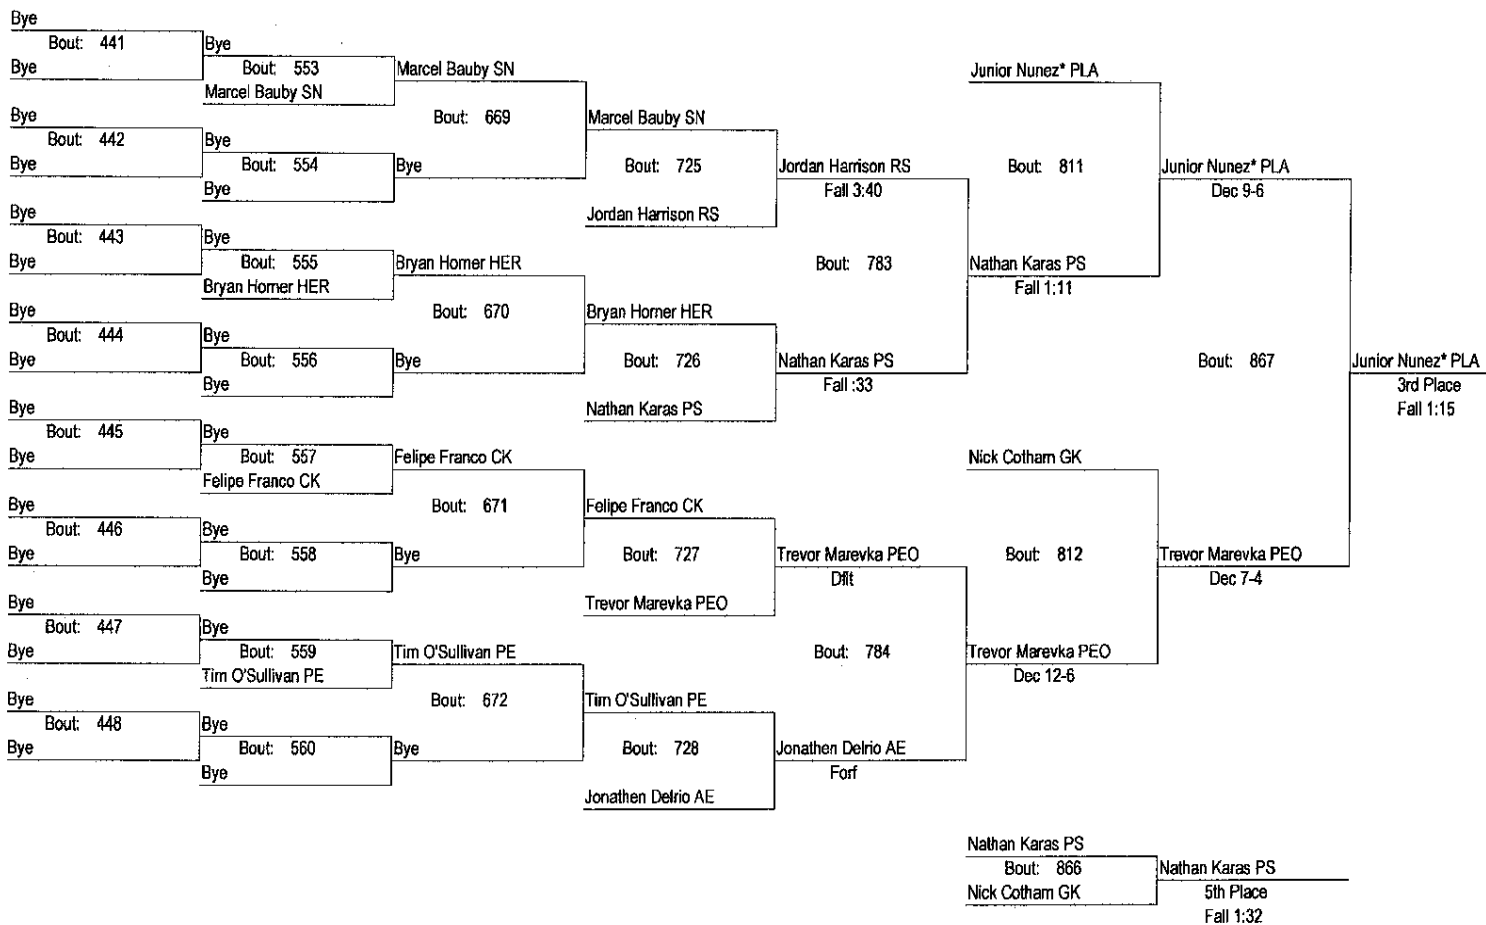 Bye
Bout: 441
Bye
Bye
Bout: 553
Marcel Bauby SN
Marcel Bauby SN
Bye
Bout: 442
Bye
Bye
Bout: 554
Bye
Bye
Bout: 669
Marcel Bauby SN
Bout: 725
Jordan Harrison RS
Jordan Harrison RS
Fall 3:40
Bye
Bout: 443
Bye
Bye
Bout: 555
Bryan Horner HER
Bryan Horner HER
Bye
Bout: 444
Bye
Bye
Bout: 556
Bye
Bye
Bout: 670
Bryan Horner HER
Bout: 726
Nathan Karas PS
Nathan Karas PS
Fall :33
Bout: 783
Nathan Karas PS
Fall 1:11
Junior Nunez* PLA
Bout: 811
Junior Nunez* PLA
Dec 9-6
Bye
Bout: 445
Bye
Bye
Bout: 557
Felipe Franco CK
Felipe Franco CK
Bye
Bout: 446
Bye
Bye
Bout: 558
Bye
Bye
Bout: 671
Felipe Franco CK
Bout: 727
Trevor Marevka PEO
Trevor Marevka PEO
Dflt
Bye
Bout: 447
Bye
Bye
Bout: 559
Tim O'Sullivan PE
Tim O'Sullivan PE
Bye
Bout: 448
Bye
Bye
Bout: 560
Bye
Bye
Bout: 672
Tim O'Sullivan PE
Bout: 728
Jonathen Delrio AE
Jonathen Delrio AE
Forf
Bout: 784
Trevor Marevka PEO
Dec 12-6
Nick Cotham GK
Bout: 812
Trevor Marevka PEO
Dec 7-4
Bout: 867
Junior Nunez* PLA
3rd Place
Fall 1:15
Nathan Karas PS
Bout: 866
Nick Cotham GK
Nathan Karas PS
5th Place
Fall 1:32